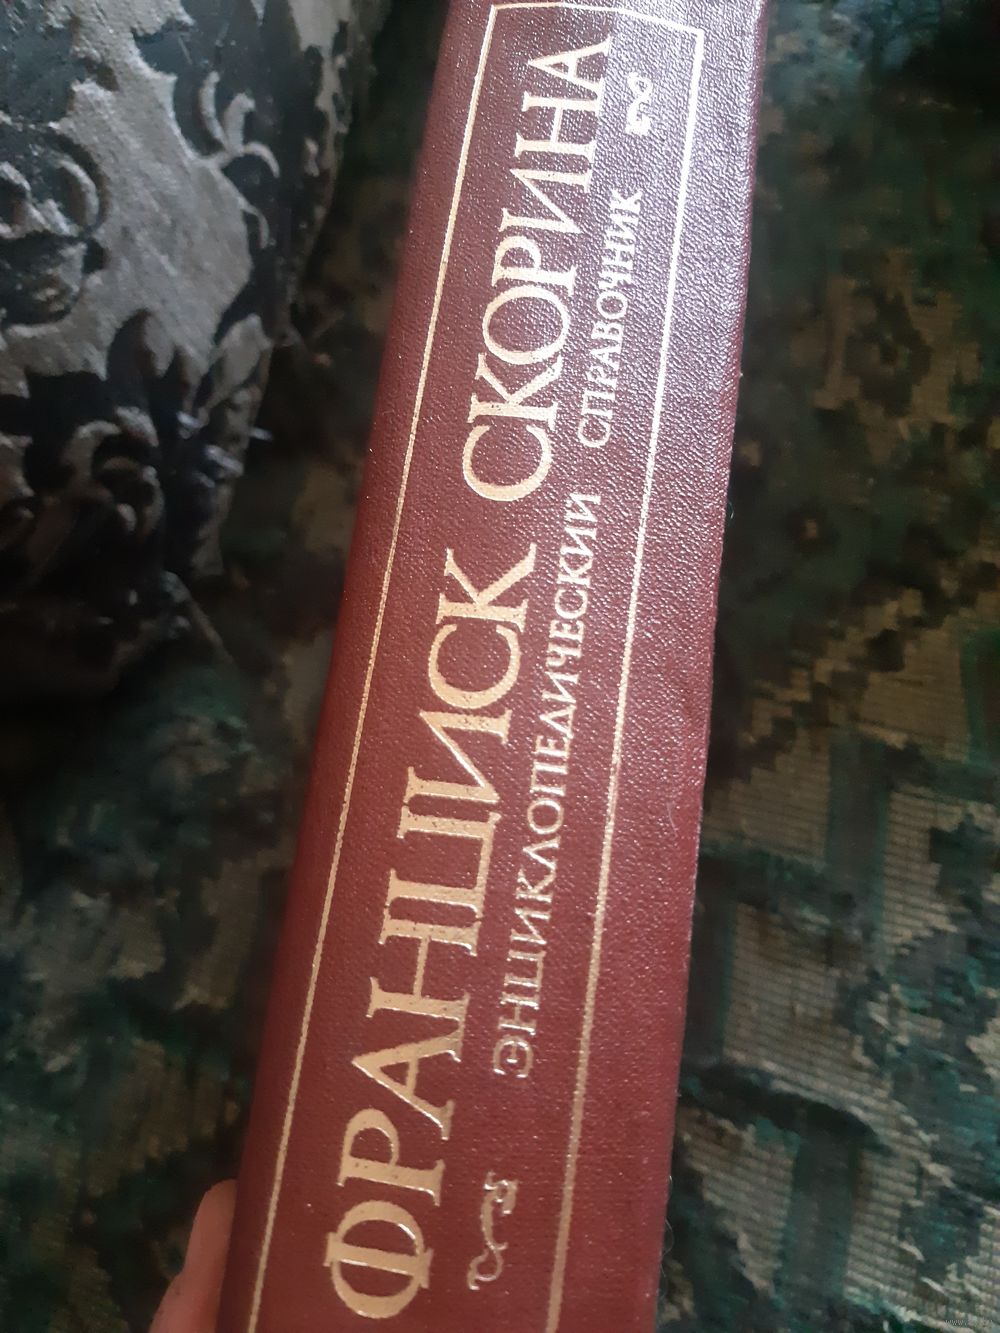 ФРАНЦИСК СКОРИНА
ЭНЦИКЛОПЕДИЧЕСКИЙ СПРАВОЧНИК